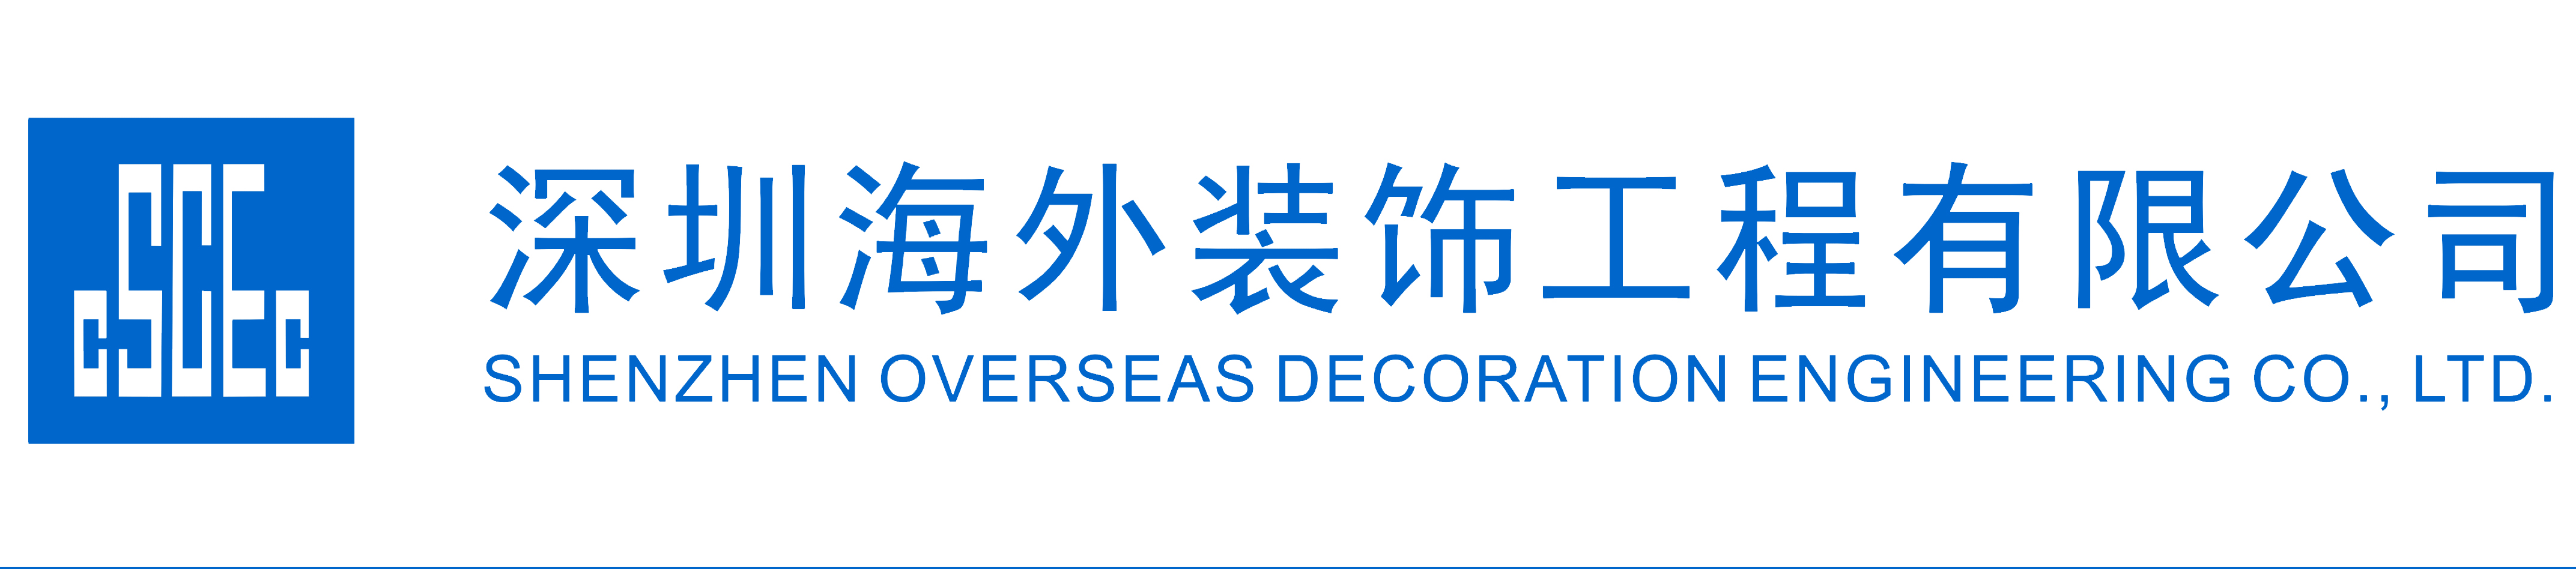 深圳海外装饰工程有限公司
SHENZHEN OVERSEAS DECORATION ENGINEERING CO., LTD.